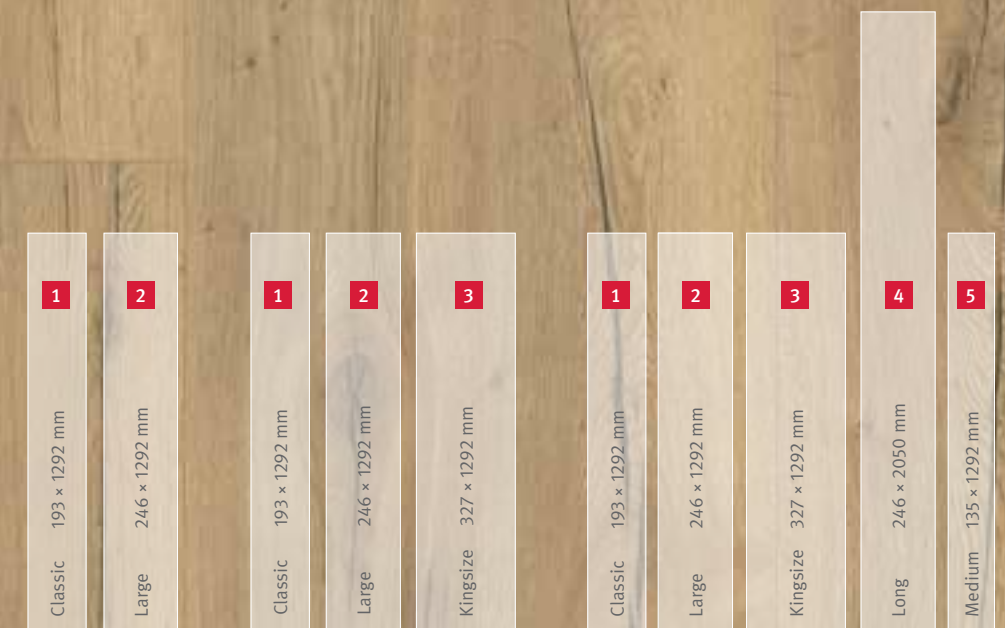 1
Classic 193 × 1292 mm
2
Large 246 × 1292 mm
1
Classic 193 × 1292 mm
2
Large 246 × 1292 mm
3
Kingsize 327 × 1292 mm
1
Classic 193 × 1292 mm
2
Large 246 × 1292 mm
3
Kingsize 327 × 1292 mm
4
Long 246 × 2050 mm
5
Medium 135 × 1292 mm